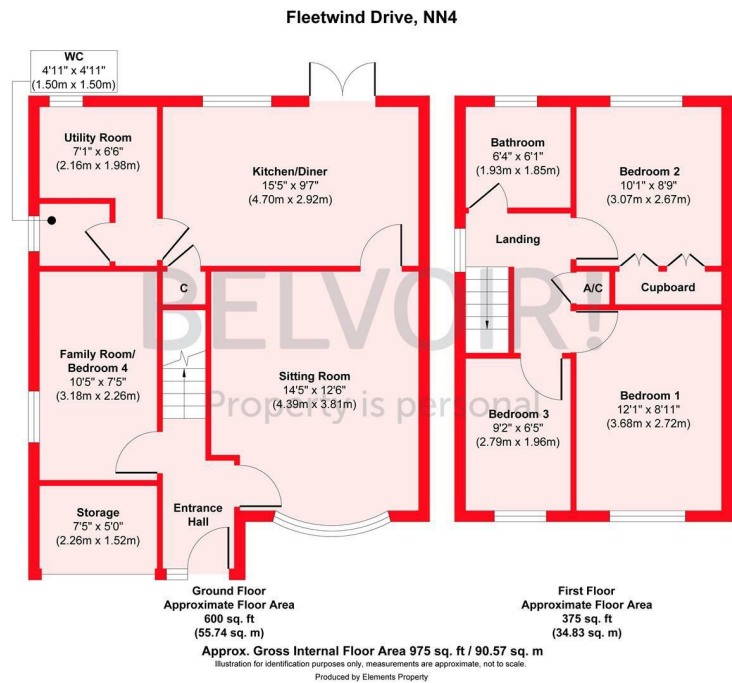 Fleetwind Drive, NN4
WC
4'11" x 4'11"
(1.50m x 1.50m)
Utility Room
7'1" x 6'6"
(2.16m x 1.98m)
Kitchen/Diner
15'5" x 9'7"
(4.70m x 2.92m)
Bathroom
6'4" x 6'1"
(1.93m x 1.85m)
Bedroom 2
10'1" x 8'9"
(3.07m x 2.67m)
Landing
C
A/C
Cupboard
BELVOIR!
Property is personal
Family Room/
Bedroom 4
10'5" x 7'5"
(3.18m x 2.26m)
Sitting Room
14'5" x 12'6"
(4.39m x 3.81m)
Bedroom 3
9'2" x 6'5"
(2.79m x 1.96m)
Bedroom 1
12'1" x 8'11"
(3.68m x 2.72m)
Storage
7'5" x 5'0"
(2.26m x 1.52m)
Entrance
Hall
Ground Floor
Approximate Floor Area
600 sq. ft
(55.74 sq. m)
First Floor
Approximate Floor Area
375 sq. ft
(34.83 sq. m)
Approx. Gross Internal Floor Area 975 sq. ft / 90.57 sq. m
Illustration for identification purposes only, measurements are approximate, not to scale.
Produced by Elements Property